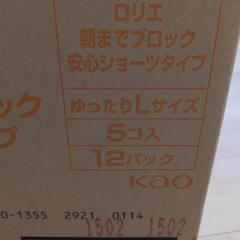 ロリエ
朝までブロック
安心ショーツタイプ
ック
プ
ゆったりLサイズ
5コ入
12パック
Kao
0-1355 2921 0114
1502 1502